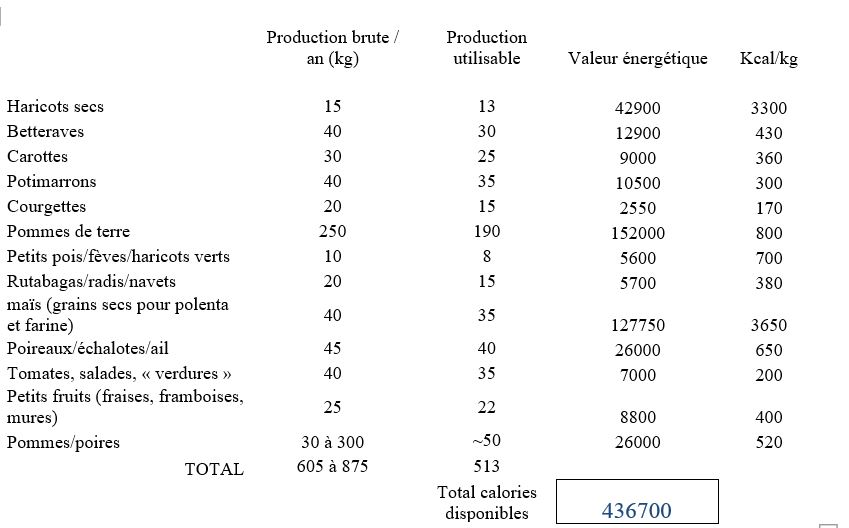 Production brute / an (kg) Production utilisable Valeur énergétique Kcal/kg
Haricots secs 15 13 42900 3300
Betteraves 40 30 12900 430
Carottes 30 25 9000 360
Potimarrons 40 35 10500 300
Courgettes 20 15 2550 170
Pommes de terre 250 190 152000 800
Petits pois/fèves/haricots verts 10 8 5600 700
Rutabagas/radis/navets 20 15 5700 380
maïs (grains secs pour polenta
et farine) 40 35 127750 3650
Poireaux/échalotes/ail 45 40 26000 650
Tomates, salades, « verdures » 40 35 7000 200
Petits fruits (fraises, framboises,
mures) 25 22 8800 400
Pommes/poires 30 à 300 ~50 26000 520
TOTAL 605 à 875 513
Total calories
disponibles 436700